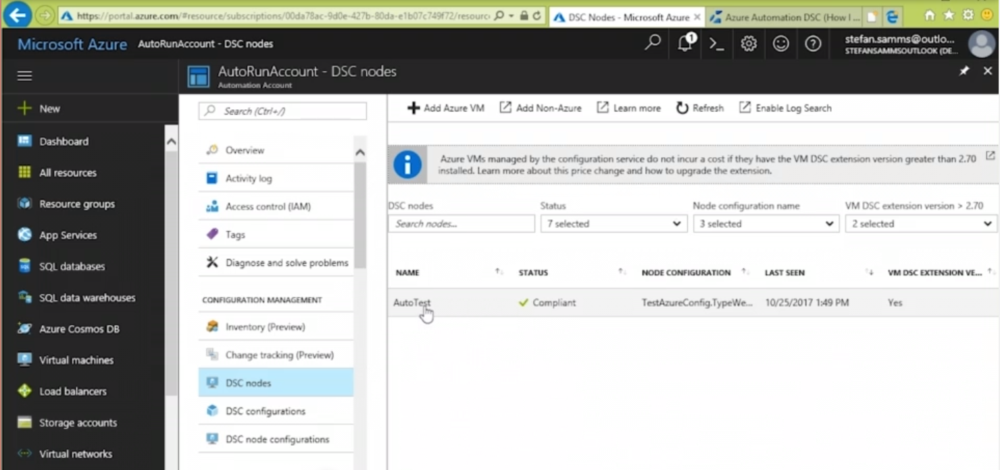 https://portal.azure.com/#resource/subscriptions/00da78ac-9d0e-427b-80da-e1b07c749f72/resourc
DSC Nodes - Microsoft Azure
Azure Automation DSC (How I ...
Microsoft Azure AutoRunAccount - DSC nodes
1
stefan.samms@outlo...
STEFANSAMMSOUTLOOK (DE...
AutoRunAccount - DSC nodes
Automation Account
New
Dashboard
All resources
Resource groups
App Services
SQL databases
SQL data warehouses
Azure Cosmos DB
Virtual machines
Load balancers
Storage accounts
Virtual networks
Search (Ctrl+/)
Overview
Activity log
Access control (IAM)
Tags
Diagnose and solve problems
CONFIGURATION MANAGEMENT
Inventory (Preview)
Change tracking (Preview)
DSC nodes
DSC configurations
DSC node configurations
Add Azure VM Add Non-Azure Learn more Refresh Enable Log Search
Azure VMs managed by the configuration service do not incur a cost if they have the VM DSC extension version greater than 2.70
installed. Learn more about this price change and how to upgrade the extension.
DSC nodes Status Node configuration name VM DSC extension version > 2.70
Search nodes... 7 selected 3 selected 2 selected
NAME STATUS NODE CONFIGURATION LAST SEEN VM DSC EXTENSION VE...
AutoTest Compliant TestAzureConfig.TypeWe... 10/25/2017 1:49 PM Yes